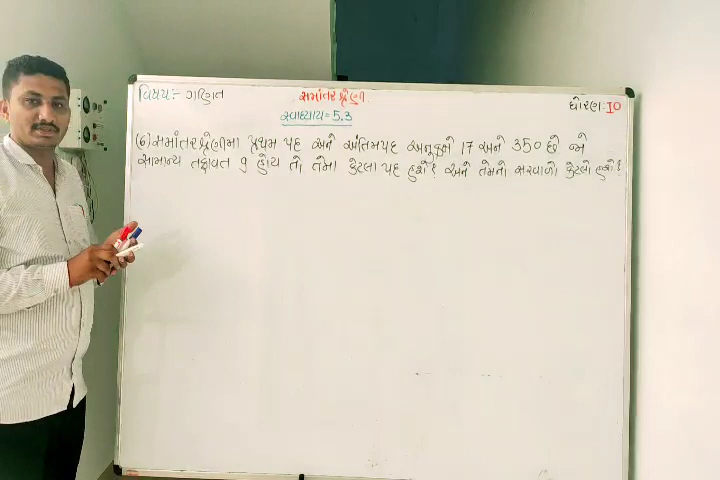 વિષય:- ગણિત સમાંતર શ્રેણી ધોરણ:10
સ્વાધ્યાય = 5.3
(6) સમાંતર શ્રેણીમા પ્રથમ પદ અને અંતિમપદ અનુક્રમે 17 અને 350 છે જો
સામાન્ય તફાવત 9 હોય તો, તેમા કેટલા પદ હશે? અને તેમનો સરવાળો કેટલો હશે?